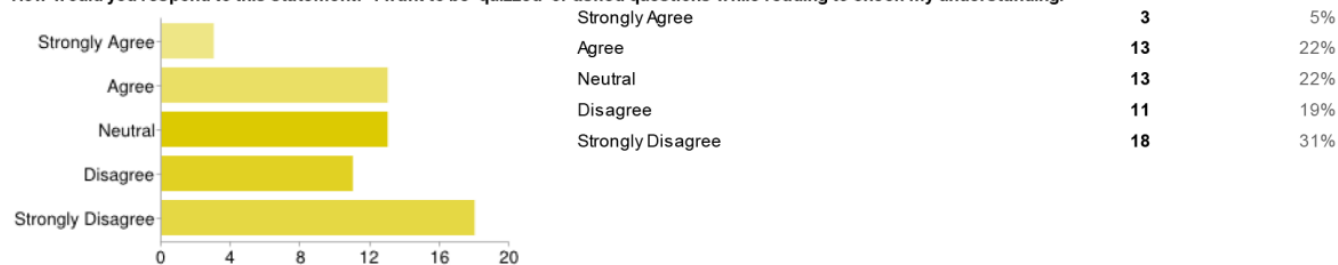 Strongly Agree 3 5%
Agree 13 22%
Neutral 13 22%
Disagree 11 19%
Strongly Disagree 18 31%
Strongly Agree
Agree
Neutral
Disagree
Strongly Disagree
0 4 8 12 16 20